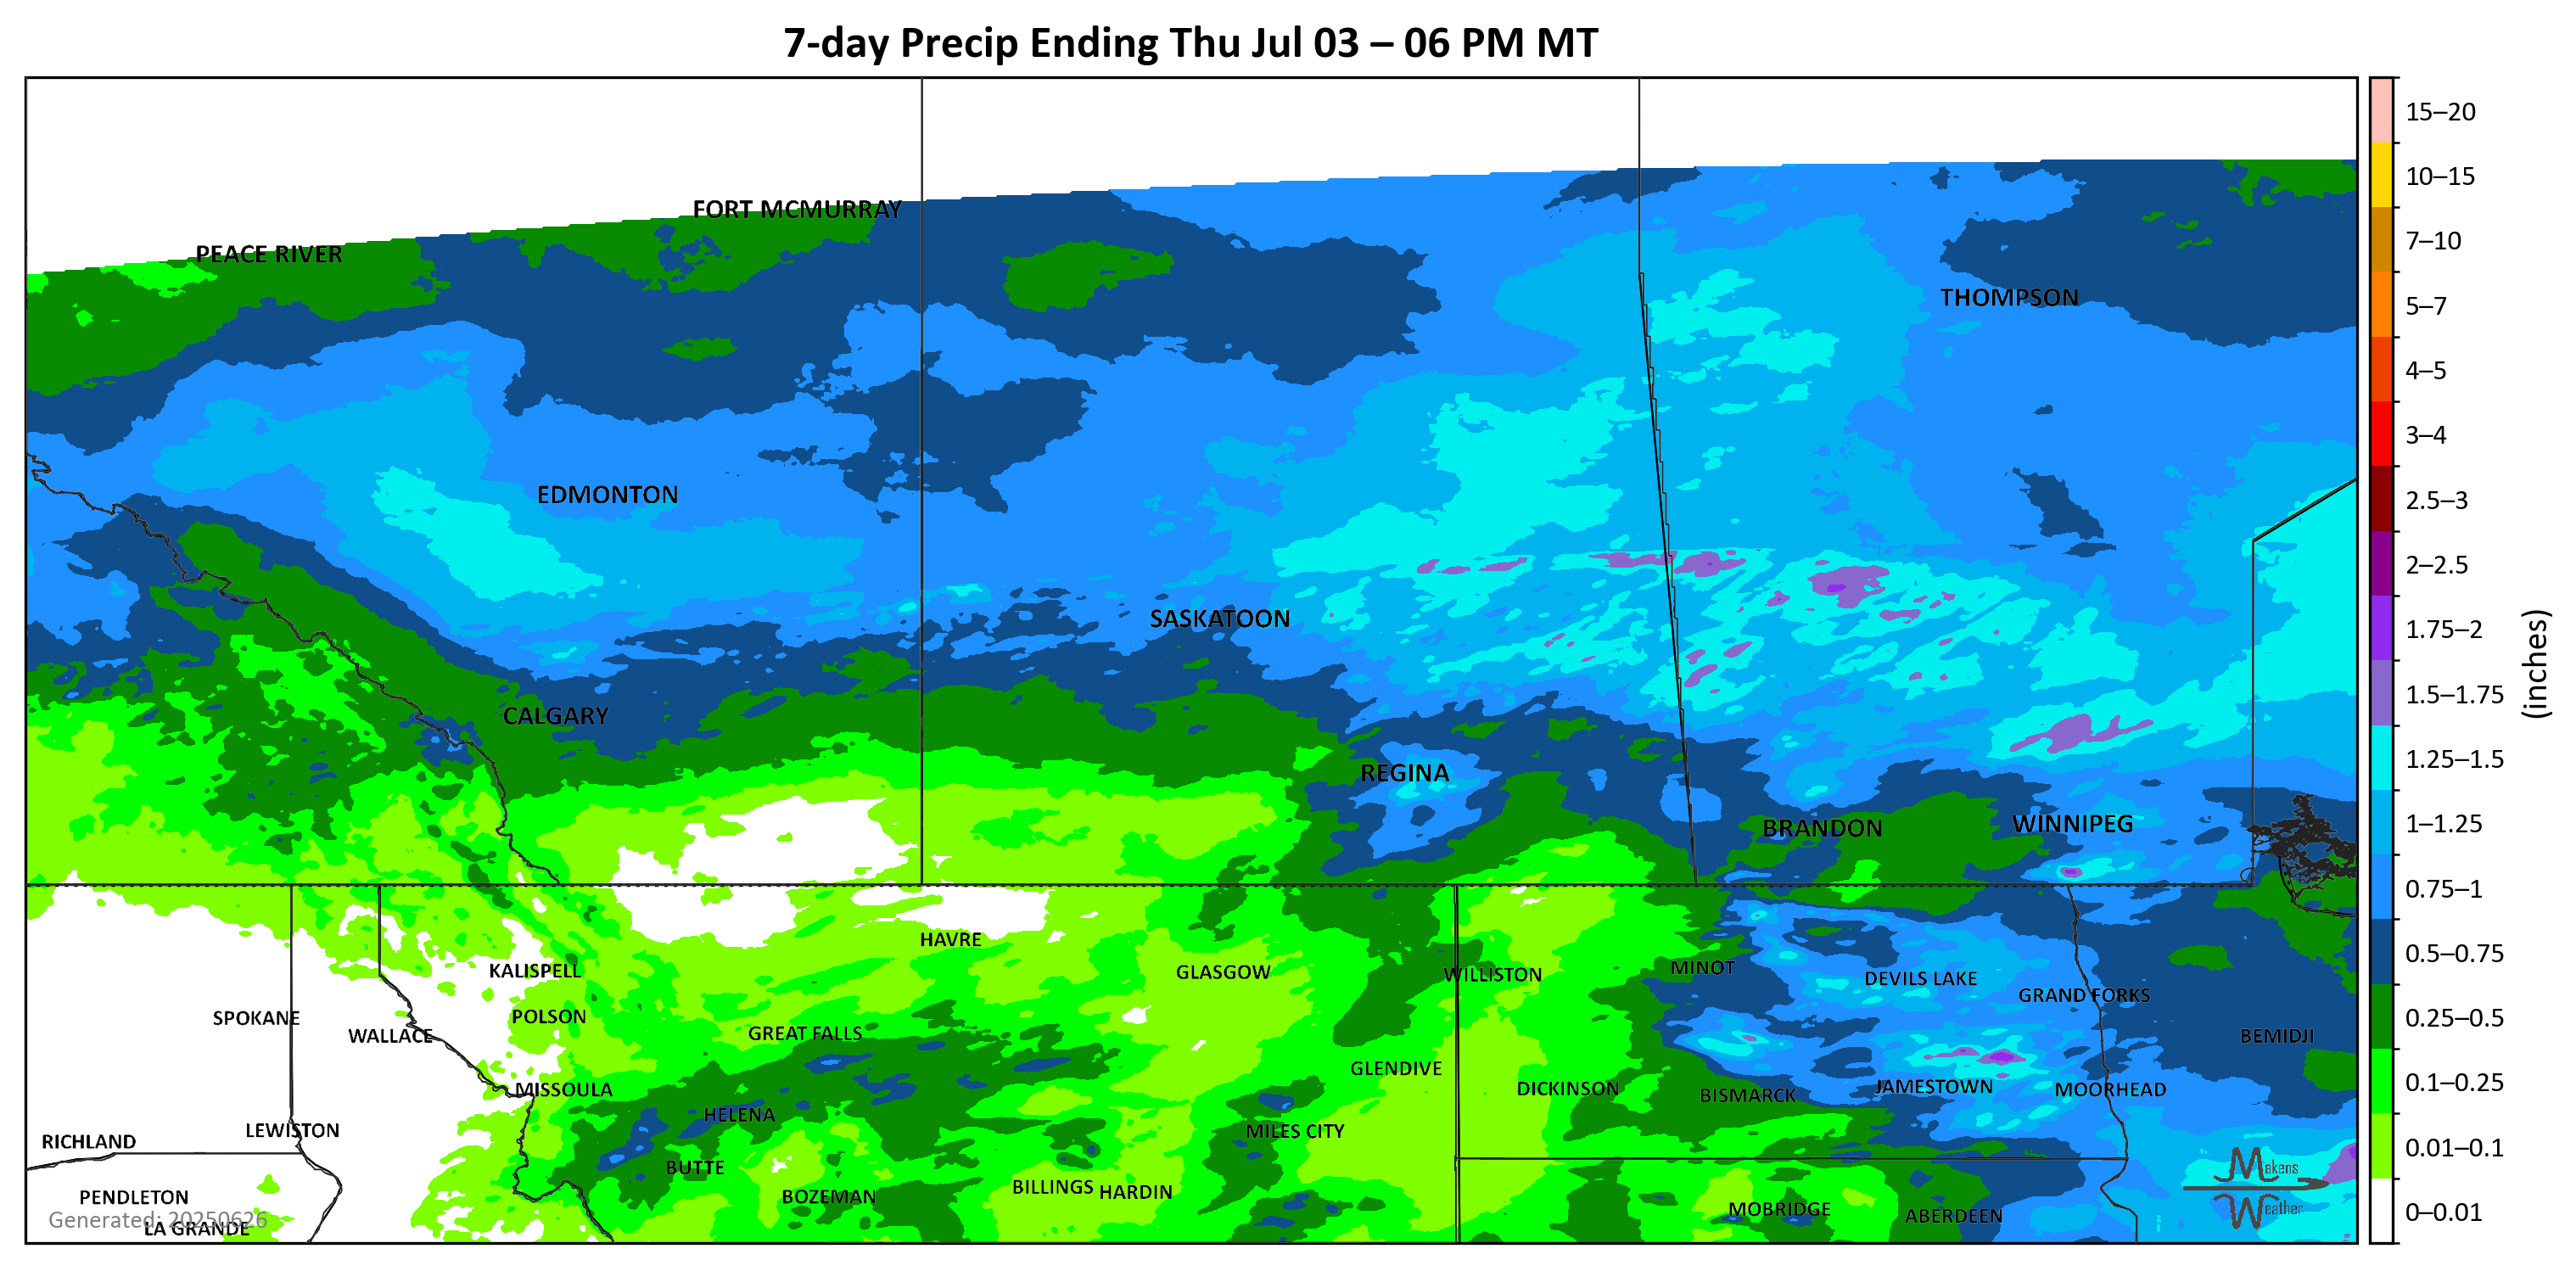 7-day Precip Ending Thu Jul 03 – 06 PM MT
15–20
10–15
7–10
5–7
4–5
3–4
2.5–3
2–2.5
1.75–2
1.5–1.75
1.25–1.5
1–1.25
0.75–1
0.5–0.75
0.25–0.5
0.1–0.25
0.01–0.1
0–0.01
(inches)
FORT MCMURRAY
PEACE RIVER
THOMPSON
EDMONTON
SASKATOON
CALGARY
REGINA
BRANDON
WINNIPEG
HAVRE
KALISPELL
GLASGOW
WILLISTON
MINOT
DEVILS LAKE
GRAND FORKS
SPOKANE
POLSON
WALLACE
GREAT FALLS
BEMIDJI
GLENDIVE
MISSOULA
DICKINSON
BISMARCK
JAMESTOWN
MOORHEAD
HELENA
LEWISTON
RICHLAND
MILES CITY
BUTTE
BILLINGS
HARDIN
PENDLETON
BOZEMAN
MOBRIDGE
ABERDEEN
Generated: 20250626
LA GRANDE
Makens
Weather